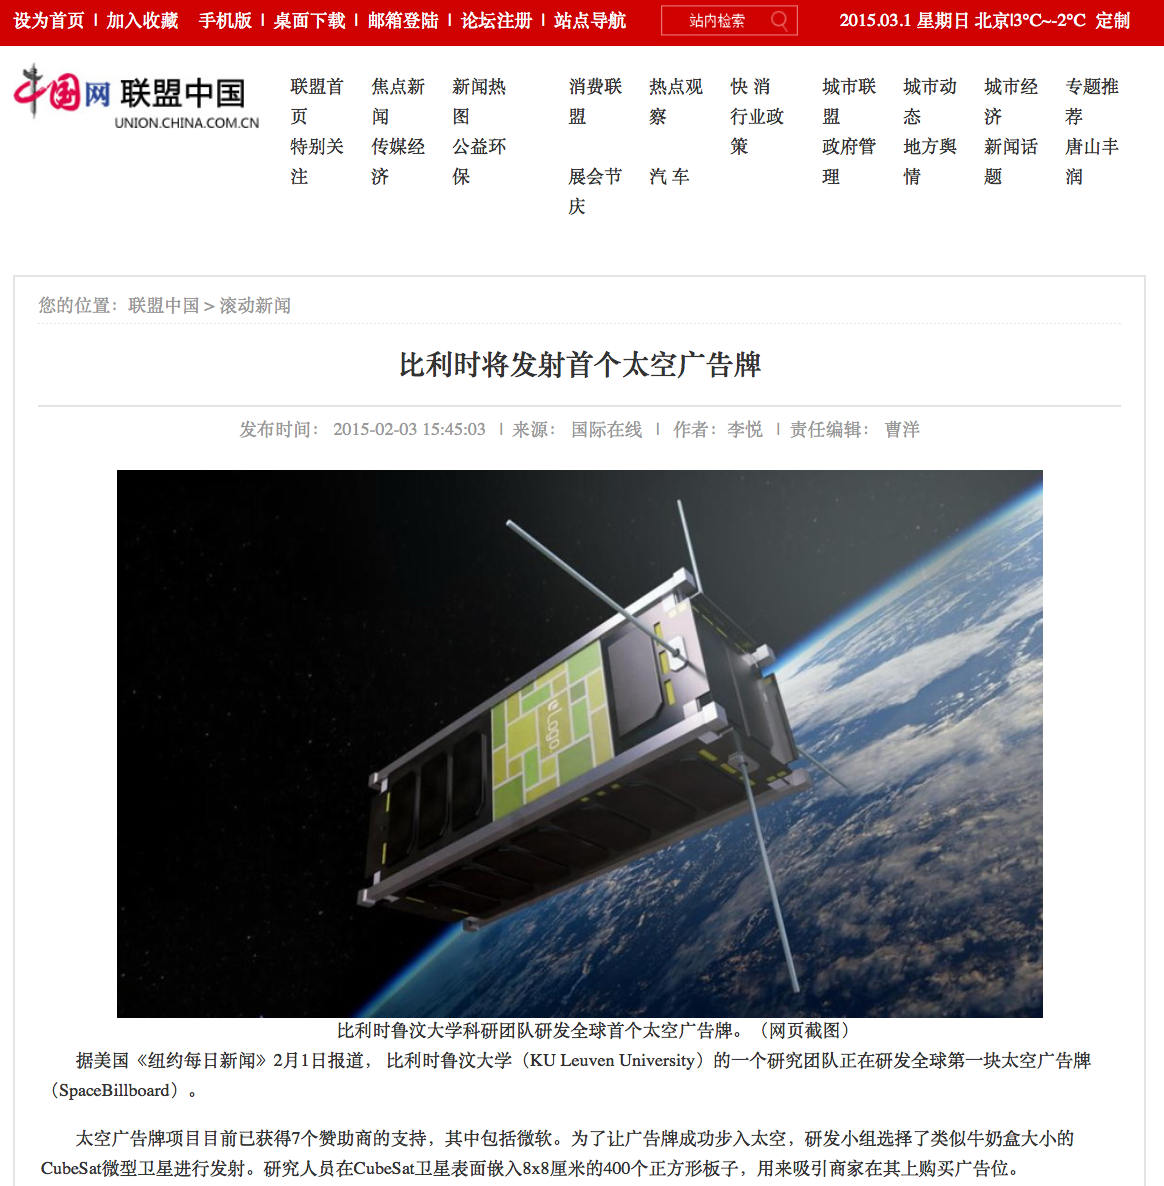 设为首页 | 加入收藏 手机版 | 桌面下载 | 邮箱登陆 | 论坛注册 | 站点导航 站内检索 2015.03.1 星期日 北京|3°C~-2°C 定制
中国网 联盟中国
UNION.CHINA.COM.CN
联盟首页 焦点新闻 新闻热图
特别关注 传媒经济 公益环保
消费联盟 热点观察 快 消 行业政策
展会节庆 汽 车
城市联盟 城市动态 城市经济 专题推荐
政府管理 地方舆情 新闻话题 唐山丰润
您的位置：联盟中国 > 滚动新闻
比利时将发射首个太空广告牌
发布时间： 2015-02-03 15:45:03 | 来源： 国际在线 | 作者：李悦 | 责任编辑： 曹洋
eLogo.
比利时鲁汶大学科研团队研发全球首个太空广告牌。（网页截图）
据美国《纽约每日新闻》2月1日报道， 比利时鲁汶大学（KU Leuven University）的一个研究团队正在研发全球第一块太空广告牌
（SpaceBillboard）。
太空广告牌项目目前已获得7个赞助商的支持，其中包括微软。为了让广告牌成功步入太空，研发小组选择了类似牛奶盒大小的
CubeSat微型卫星进行发射。研究人员在CubeSat卫星表面嵌入8x8厘米的400个正方形板子，用来吸引商家在其上购买广告位。